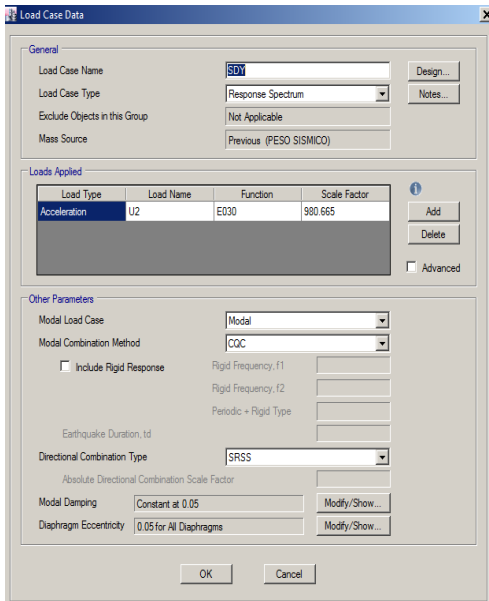 Load Case Data
General
Load Case Name SDY Design...
Load Case Type Response Spectrum Notes...
Exclude Objects in this Group Not Applicable
Mass Source Previous (PESO SISMICO)
Loads Applied
Load Type Load Name Function Scale Factor
Acceleration U2 E030 980.665
Add
Delete
Advanced
Other Parameters
Modal Load Case Modal
Modal Combination Method CQC
Include Rigid Response Rigid Frequency, f1
Rigid Frequency, f2
Periodic + Rigid Type
Earthquake Duration, td
Directional Combination Type SRSS
Absolute Directional Combination Scale Factor
Modal Damping Constant at 0.05 Modify/Show...
Diaphragm Eccentricity 0.05 for All Diaphragms Modify/Show...
OK Cancel